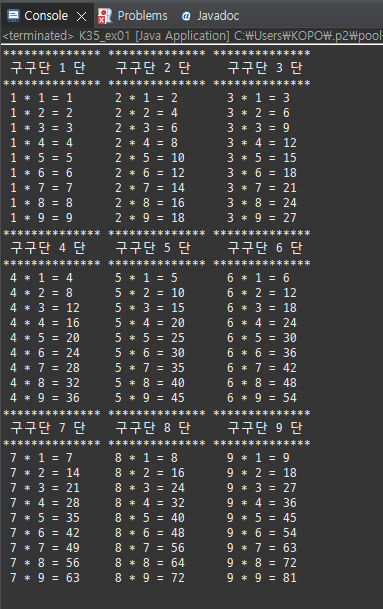 Console Problems @ Javadoc
<terminated> K35_ex01 [Java Application] C:₩Users₩KOPO₩.p2₩pool
************** ************** **************
구구단 1 단 구구단 2 단 구구단 3 단
************** ************** **************
1 * 1 = 1 2 * 1 = 2 3 * 1 = 3
1 * 2 = 2 2 * 2 = 4 3 * 2 = 6
1 * 3 = 3 2 * 3 = 6 3 * 3 = 9
1 * 4 = 4 2 * 4 = 8 3 * 4 = 12
1 * 5 = 5 2 * 5 = 10 3 * 5 = 15
1 * 6 = 6 2 * 6 = 12 3 * 6 = 18
1 * 7 = 7 2 * 7 = 14 3 * 7 = 21
1 * 8 = 8 2 * 8 = 16 3 * 8 = 24
1 * 9 = 9 2 * 9 = 18 3 * 9 = 27
************** ************** **************
구구단 4 단 구구단 5 단 구구단 6 단
************** ************** **************
4 * 1 = 4 5 * 1 = 5 6 * 1 = 6
4 * 2 = 8 5 * 2 = 10 6 * 2 = 12
4 * 3 = 12 5 * 3 = 15 6 * 3 = 18
4 * 4 = 16 5 * 4 = 20 6 * 4 = 24
4 * 5 = 20 5 * 5 = 25 6 * 5 = 30
4 * 6 = 24 5 * 6 = 30 6 * 6 = 36
4 * 7 = 28 5 * 7 = 35 6 * 7 = 42
4 * 8 = 32 5 * 8 = 40 6 * 8 = 48
4 * 9 = 36 5 * 9 = 45 6 * 9 = 54
************** ************** **************
구구단 7 단 구구단 8 단 구구단 9 단
************** ************** **************
7 * 1 = 7 8 * 1 = 8 9 * 1 = 9
7 * 2 = 14 8 * 2 = 16 9 * 2 = 18
7 * 3 = 21 8 * 3 = 24 9 * 3 = 27
7 * 4 = 28 8 * 4 = 32 9 * 4 = 36
7 * 5 = 35 8 * 5 = 40 9 * 5 = 45
7 * 6 = 42 8 * 6 = 48 9 * 6 = 54
7 * 7 = 49 8 * 7 = 56 9 * 7 = 63
7 * 8 = 56 8 * 8 = 64 9 * 8 = 72
7 * 9 = 63 8 * 9 = 72 9 * 9 = 81